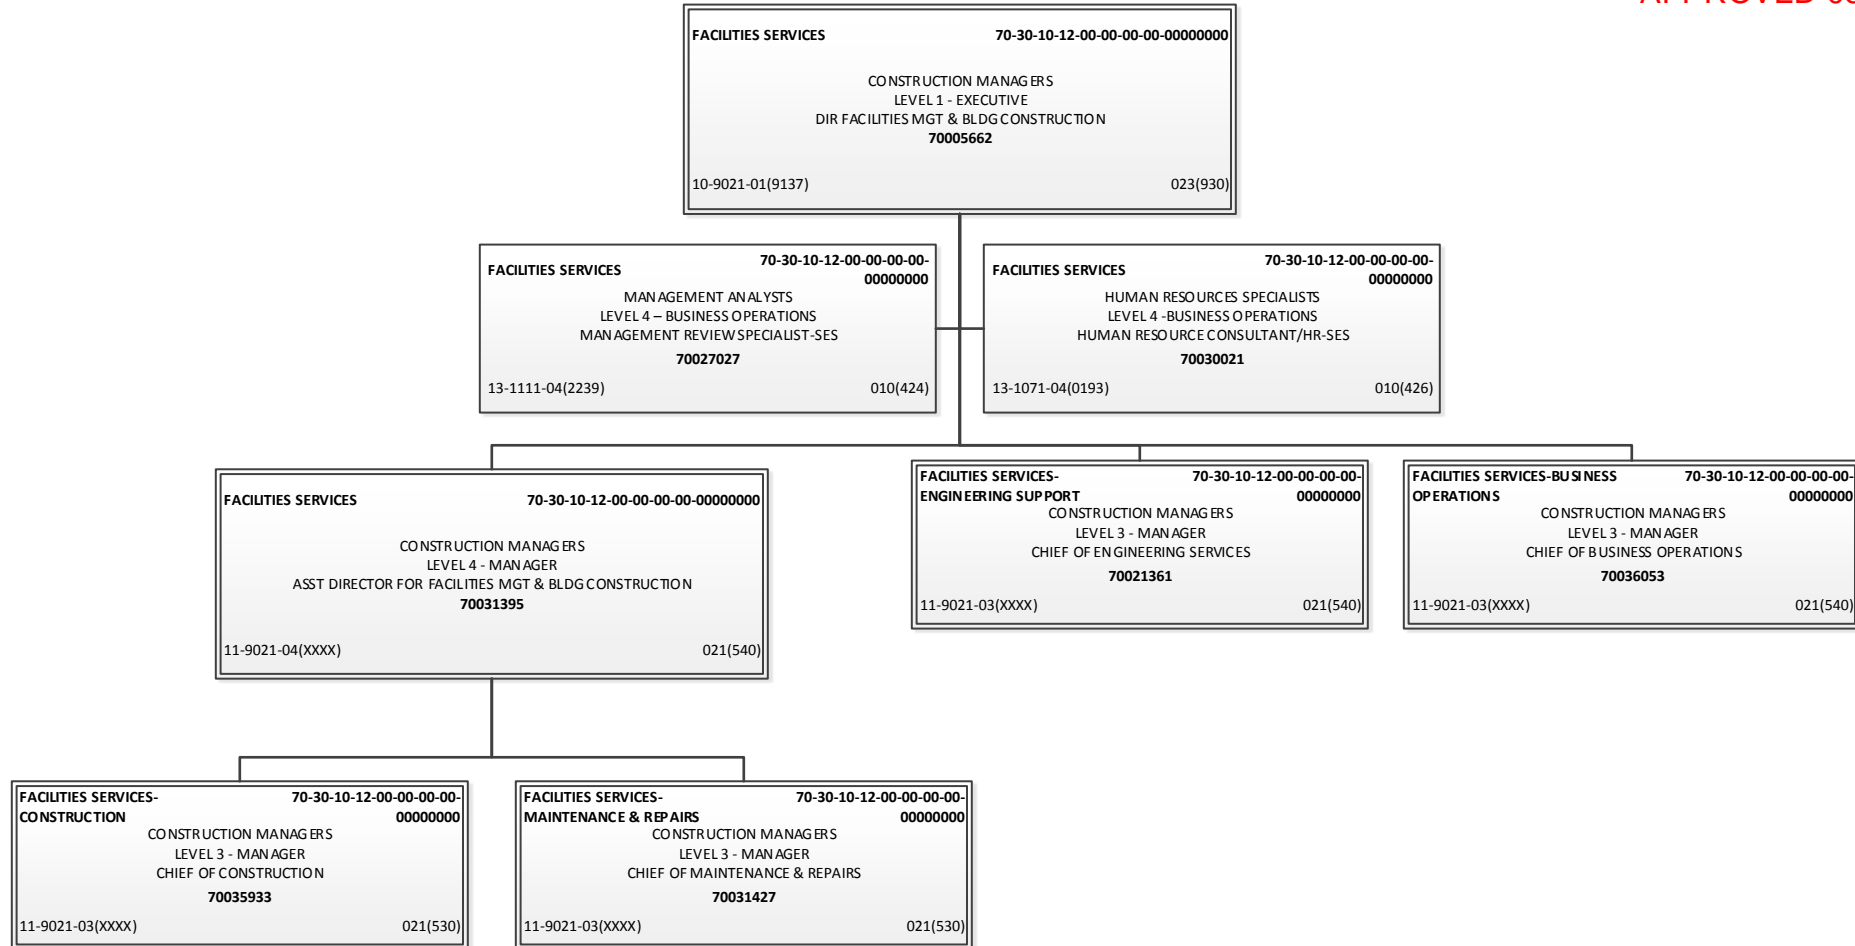 APPROVED
FACILITIES SERVICES 70-30-10-12-00-00-00-00-00000000
CONSTRUCTION MANAGERS
LEVEL 1 - EXECUTIVE
DIR FACILITIES MGT & BLDG CONSTRUCTION
70005662
10-9021-01(9137) 023(930)
FACILITIES SERVICES 70-30-10-12-00-00-00-00-
00000000
MANAGEMENT ANALYSTS
LEVEL 4 – BUSINESS OPERATIONS
MANAGEMENT REVIEW SPECIALIST-SES
70027027
13-1111-04(2239) 010(424)
FACILITIES SERVICES 70-30-10-12-00-00-00-00-
00000000
HUMAN RESOURCES SPECIALISTS
LEVEL 4 -BUSINESS OPERATIONS
HUMAN RESOURCE CONSULTANT/HR-SES
70030021
13-1071-04(0193) 010(426)
FACILITIES SERVICES 70-30-10-12-00-00-00-00-00000000
CONSTRUCTION MANAGERS
LEVEL 4 - MANAGER
ASST DIRECTOR FOR FACILITIES MGT & BLDG CONSTRUCTION
70031395
11-9021-04(XXXX) 021(540)
FACILITIES SERVICES- 70-30-10-12-00-00-00-00-
ENGINEERING SUPPORT 00000000
CONSTRUCTION MANAGERS
LEVEL 3 - MANAGER
CHIEF OF ENGINEERING SERVICES
70021361
11-9021-03(XXXX) 021(540)
FACILITIES SERVICES-BUSINESS 70-30-10-12-00-00-00-00-
OPERATIONS 00000000
CONSTRUCTION MANAGERS
LEVEL 3 - MANAGER
CHIEF OF BUSINESS OPERATIONS
70036053
11-9021-03(XXXX) 021(540)
FACILITIES SERVICES- 70-30-10-12-00-00-00-00-
CONSTRUCTION 00000000
CONSTRUCTION MANAGERS
LEVEL 3 - MANAGER
CHIEF OF CONSTRUCTION
70035933
11-9021-03(XXXX) 021(530)
FACILITIES SERVICES- 70-30-10-12-00-00-00-00-
MAINTENANCE & REPAIRS 00000000
CONSTRUCTION MANAGERS
LEVEL 3 - MANAGER
CHIEF OF MAINTENANCE & REPAIRS
70031427
11-9021-03(XXXX) 021(530)